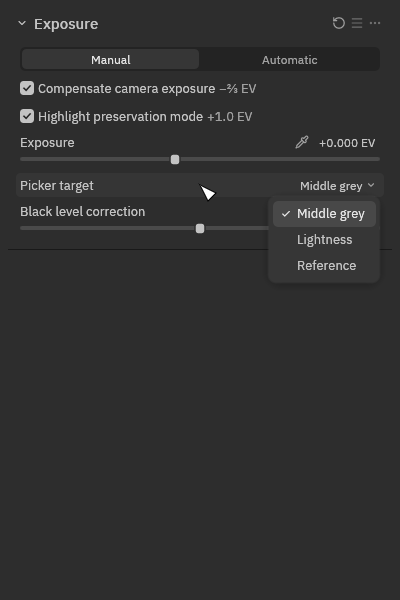 Exposure
Manual Automatic
Compensate camera exposure −⅔ EV
Highlight preservation mode +1.0 EV
Exposure +0.000 EV
Picker target Middle grey
Black level correction
Middle grey
Lightness
Reference